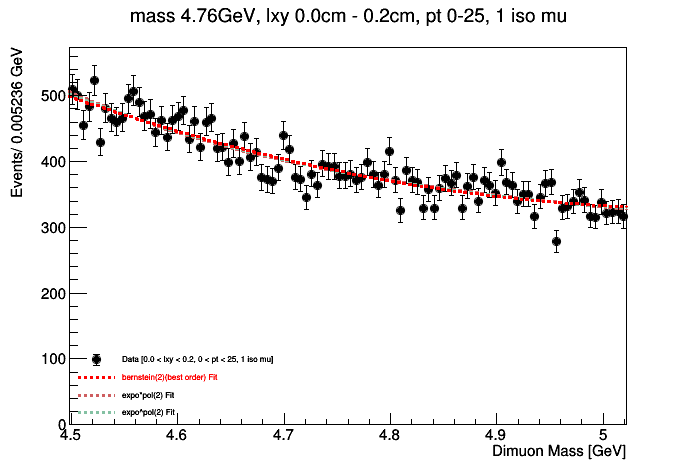 mass 4.76GeV, lxy 0.0cm - 0.2cm, pt 0-25, 1 iso mu
Events/ 0.005236 GeV
500
400
300
200
100
0
Data [0.0 < lxy < 0.2, 0 < pt < 25, 1 iso mu]
bernstein(2)(best order) Fit
expo*pol(2) Fit
expo^pol(2) Fit
4.5 4.6 4.7 4.8 4.9 5
Dimuon Mass [GeV]